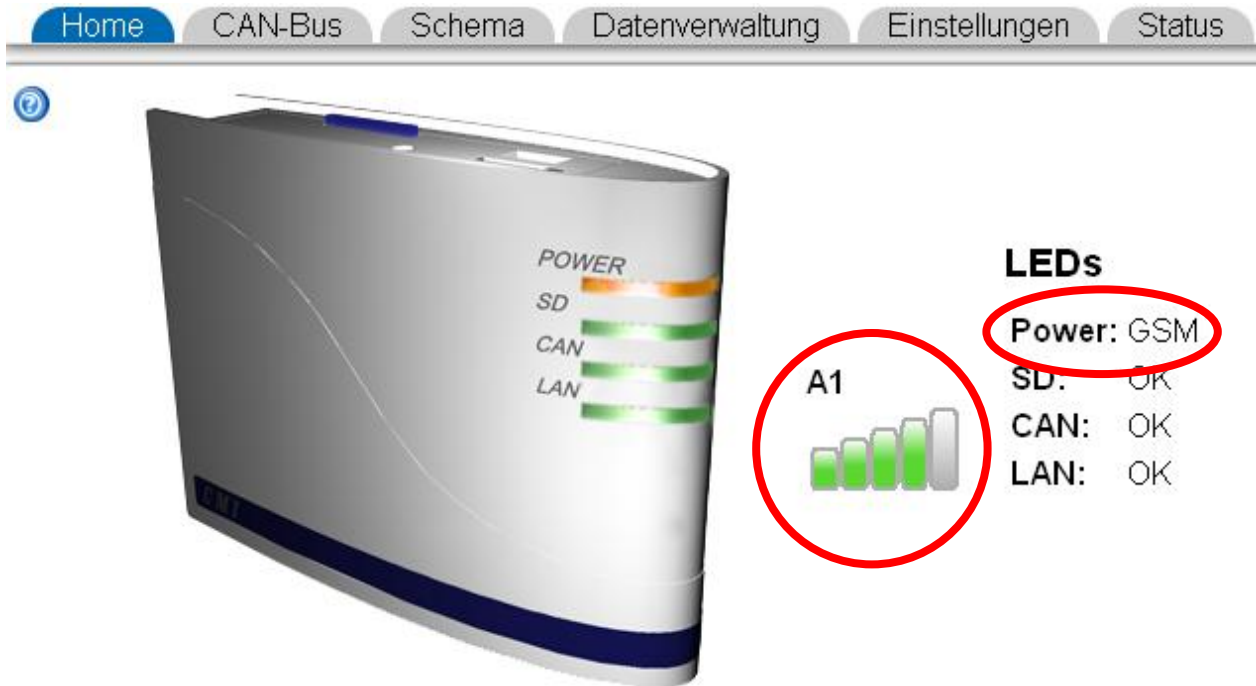 Home CAN-Bus Schema Datenverwaltung Einstellungen Status
POWER
SD
CAN
LAN
CMI
A1
LEDs
Power: GSM
SD: OK
CAN: OK
LAN: OK